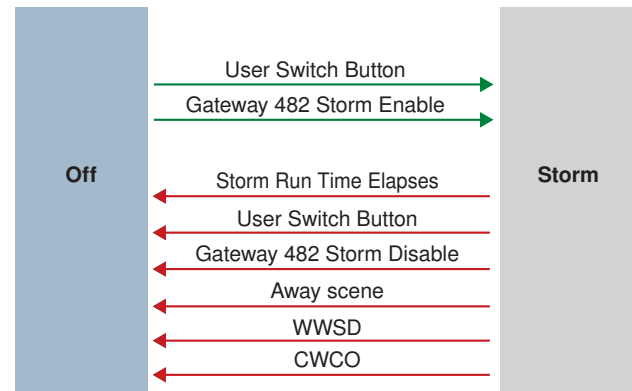 User Switch Button
Gateway 482 Storm Enable
Off
Storm
Storm Run Time Elapses
User Switch Button
Gateway 482 Storm Disable
Away scene
WWSD
CWCO